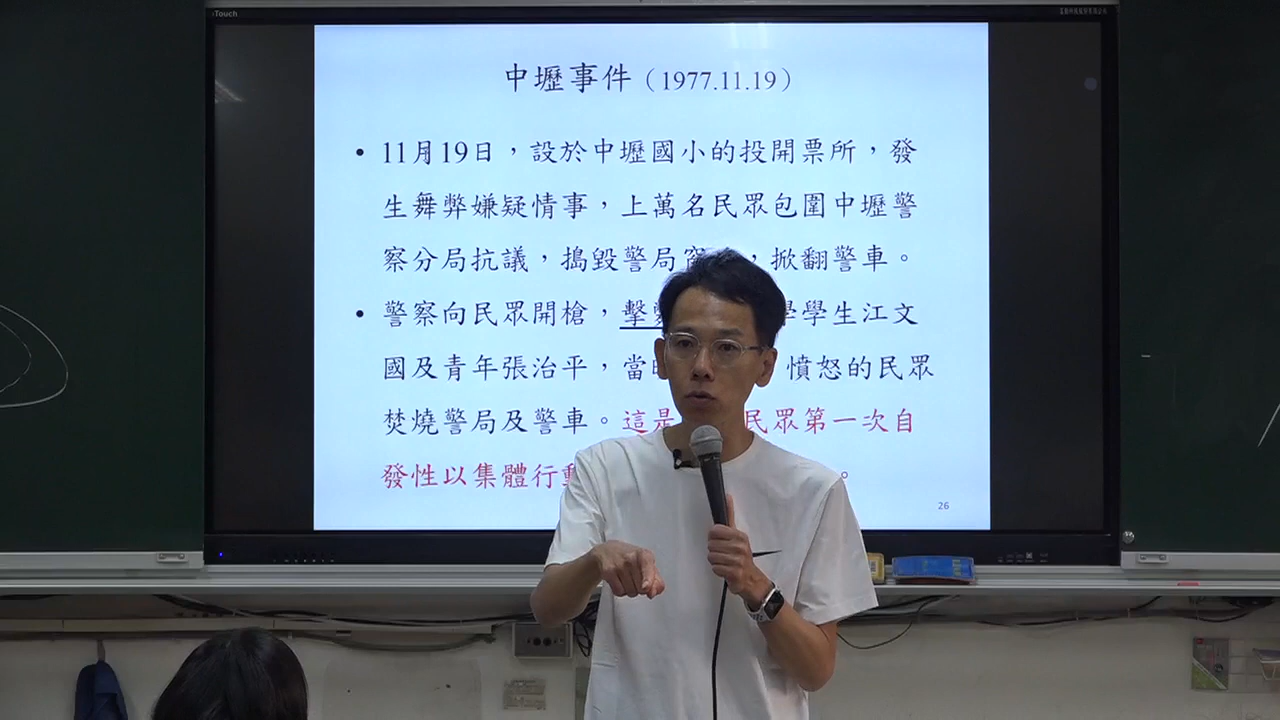 iTouch
中壢事件（1977.11.19）
• 11月19日，設於中壢國小的投開票所，發
生舞弊嫌疑情事，上萬名民眾包圍中壢警
察分局抗議，搗毀警局，掀翻警車。
• 警察向民眾開槍，擊學生江文
國及青年張治平，當憤怒的民眾
焚燒警局及警車。這是民眾第一次自
發性以集體行。
26